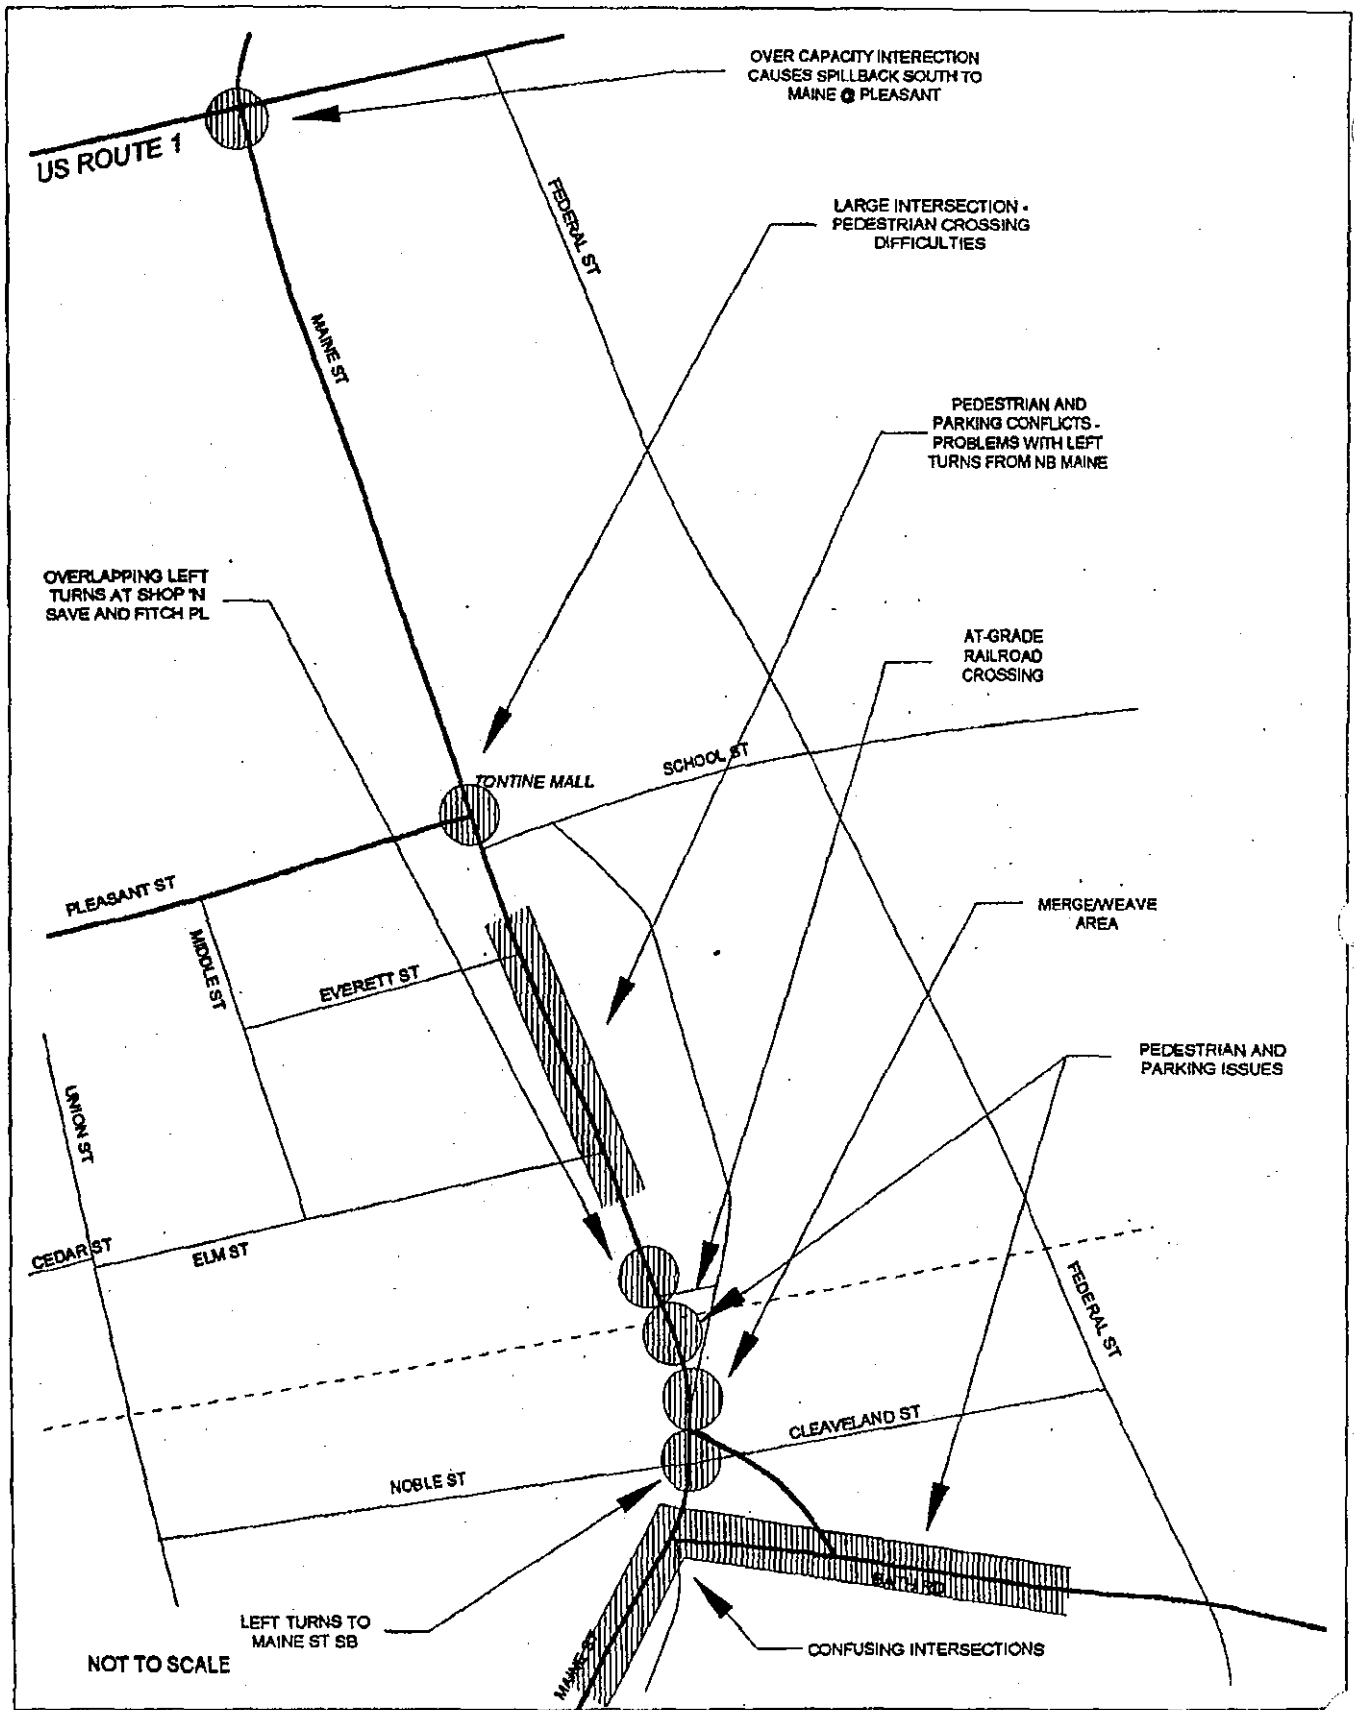 OVER CAPACITY INTERECTION
CAUSES SPILLBACK SOUTH TO
MAINE @ PLEASANT
US ROUTE 1
FEDERAL ST
LARGE INTERSECTION -
PEDESTRIAN CROSSING
DIFFICULTIES
MAINE ST
PEDESTRIAN AND
PARKING CONFLICTS -
PROBLEMS WITH LEFT
TURNS FROM NB MAINE
OVERLAPPING LEFT
TURNS AT SHOP 'N
SAVE AND FITCH PL
AT-GRADE
RAILROAD
CROSSING
SCHOOL ST
TONTINE MALL
PLEASANT ST
MERGE/WEAVE
AREA
MIDDLE ST
EVERETT ST
PEDESTRIAN AND
PARKING ISSUES
UNION ST
CEDAR ST
ELM ST
FEDERAL ST
CLEAVELAND ST
NOBLE ST
BATH RD
LEFT TURNS TO
MAINE ST SB
CONFUSING INTERSECTIONS
MAINE ST
NOT TO SCALE